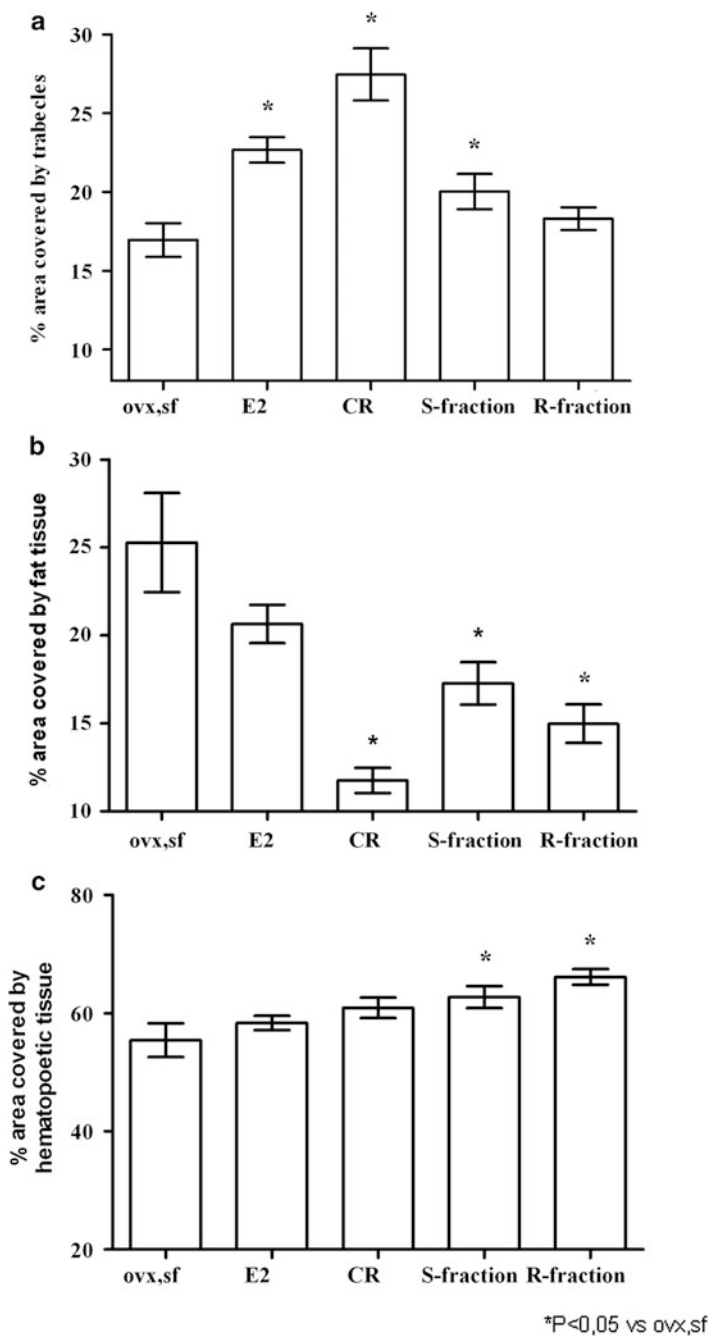 a
% area covered by trabecles
30
25
20
15
10
*
*
*
ovx,sf E2 CR S-fraction R-fraction
b
% area covered by fat tissue
30
25
20
15
10
*
*
*
ovx,sf E2 CR S-fraction R-fraction
c
% area covered by
hematopoetic tissue
80
60
40
20
*
*
ovx,sf E2 CR S-fraction R-fraction
*P<0,05 vs ovx,sf